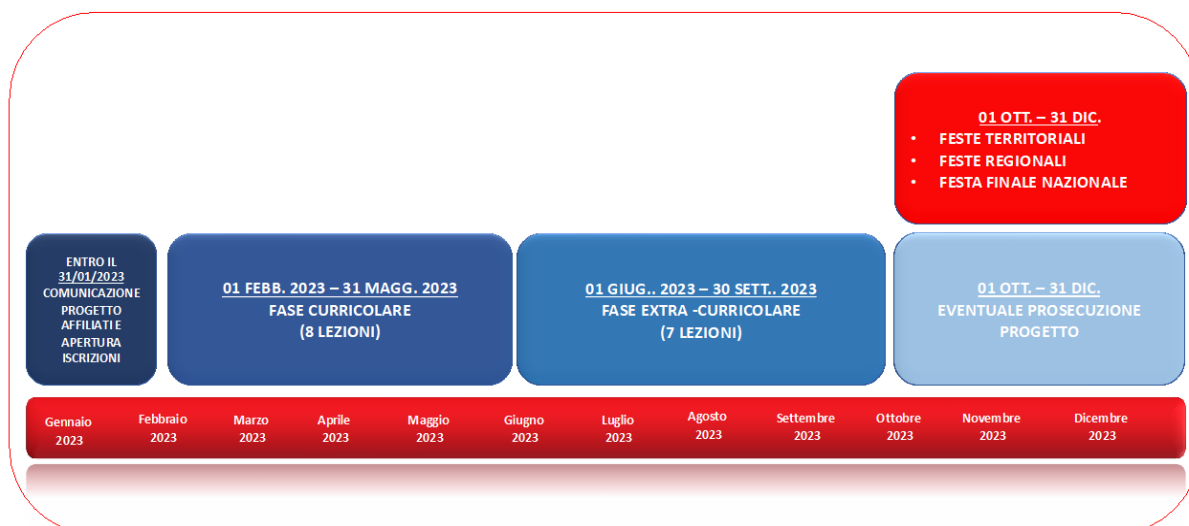 01 OTT. – 31 DIC.
• FESTE TERRITORIALI
• FESTE REGIONALI
• FESTA FINALE NAZIONALE
ENTRO IL
31/01/2023
COMUNICAZIONE
PROGETTO
AFFILIATI E
APERTURA
ISCRIZIONI
01 FEBB. 2023 – 31 MAGG. 2023
FASE CURRICOLARE
(8 LEZIONI)
01 GIUG.. 2023 – 30 SETT.. 2023
FASE EXTRA -CURRICOLARE
(7 LEZIONI)
01 OTT. – 31 DIC.
EVENTUALE PROSECUZIONE
PROGETTO
Gennaio
2023
Febbraio
2023
Marzo
2023
Aprile
2023
Maggio
2023
Giugno
2023
Luglio
2023
Agosto
2023
Settembre
2023
Ottobre
2023
Novembre
2023
Dicembre
2023